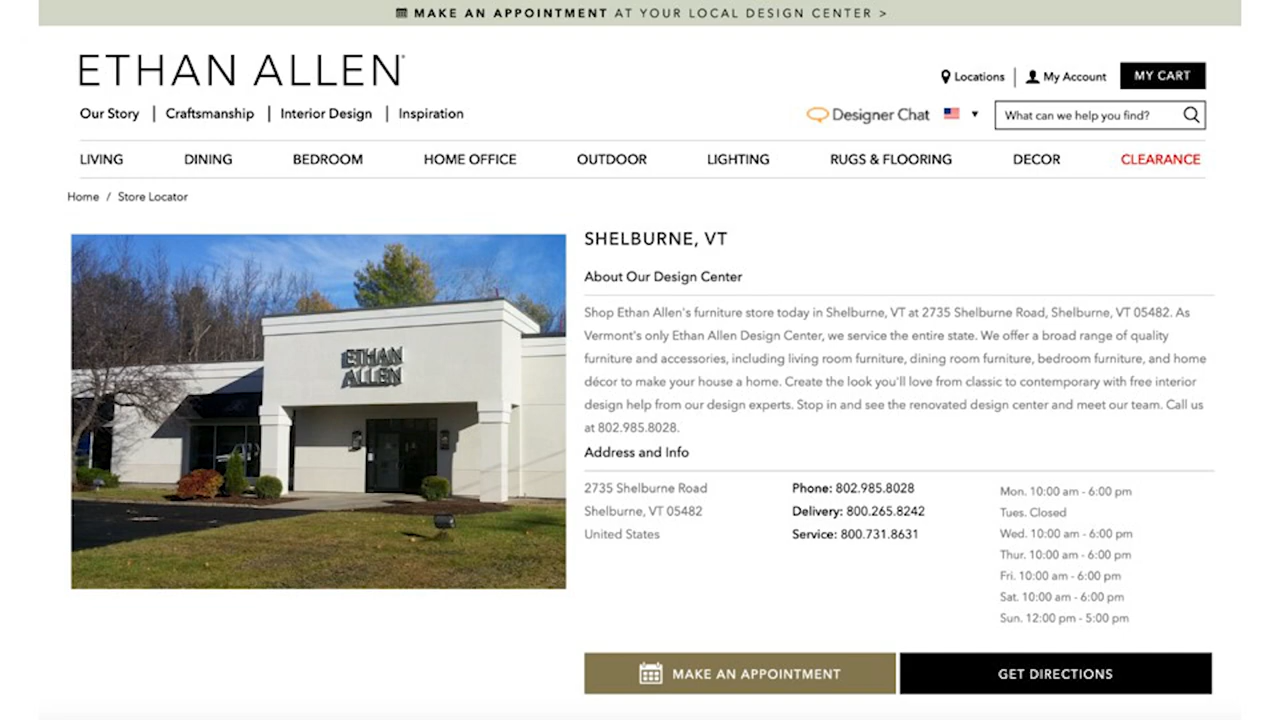 MAKE AN APPOINTMENT AT YOUR LOCAL DESIGN CENTER >
ETHAN ALLEN
Locations | My Account MY CART
Our Story | Craftsmanship | Interior Design | Inspiration
Designer Chat
What can we help you find?
LIVING DINING BEDROOM HOME OFFICE OUTDOOR LIGHTING RUGS & FLOORING DECOR CLEARANCE
Home / Store Locator
ETHAN
ALLEN
SHELBURNE, VT
About Our Design Center
Shop Ethan Allen's furniture store today in Shelburne, VT at 2735 Shelburne Road, Shelburne, VT 05482. As
Vermont's only Ethan Allen Design Center, we service the entire state. We offer a broad range of quality
furniture and accessories, including living room furniture, dining room furniture, bedroom furniture, and home
décor to make your house a home. Create the look you'll love from classic to contemporary with free interior
design help from our design experts. Stop in and see the renovated design center and meet our team. Call us
at 802.985.8028.
Address and Info
2735 Shelburne Road
Shelburne, VT 05482
United States
Phone: 802.985.8028
Delivery: 800.265.8242
Service: 800.731.8631
Mon. 10:00 am - 6:00 pm
Tues. Closed
Wed. 10:00 am - 6:00 pm
Thur. 10:00 am - 6:00 pm
Fri. 10:00 am - 6:00 pm
Sat. 10:00 am - 6:00 pm
Sun. 12:00 pm - 5:00 pm
MAKE AN APPOINTMENT
GET DIRECTIONS